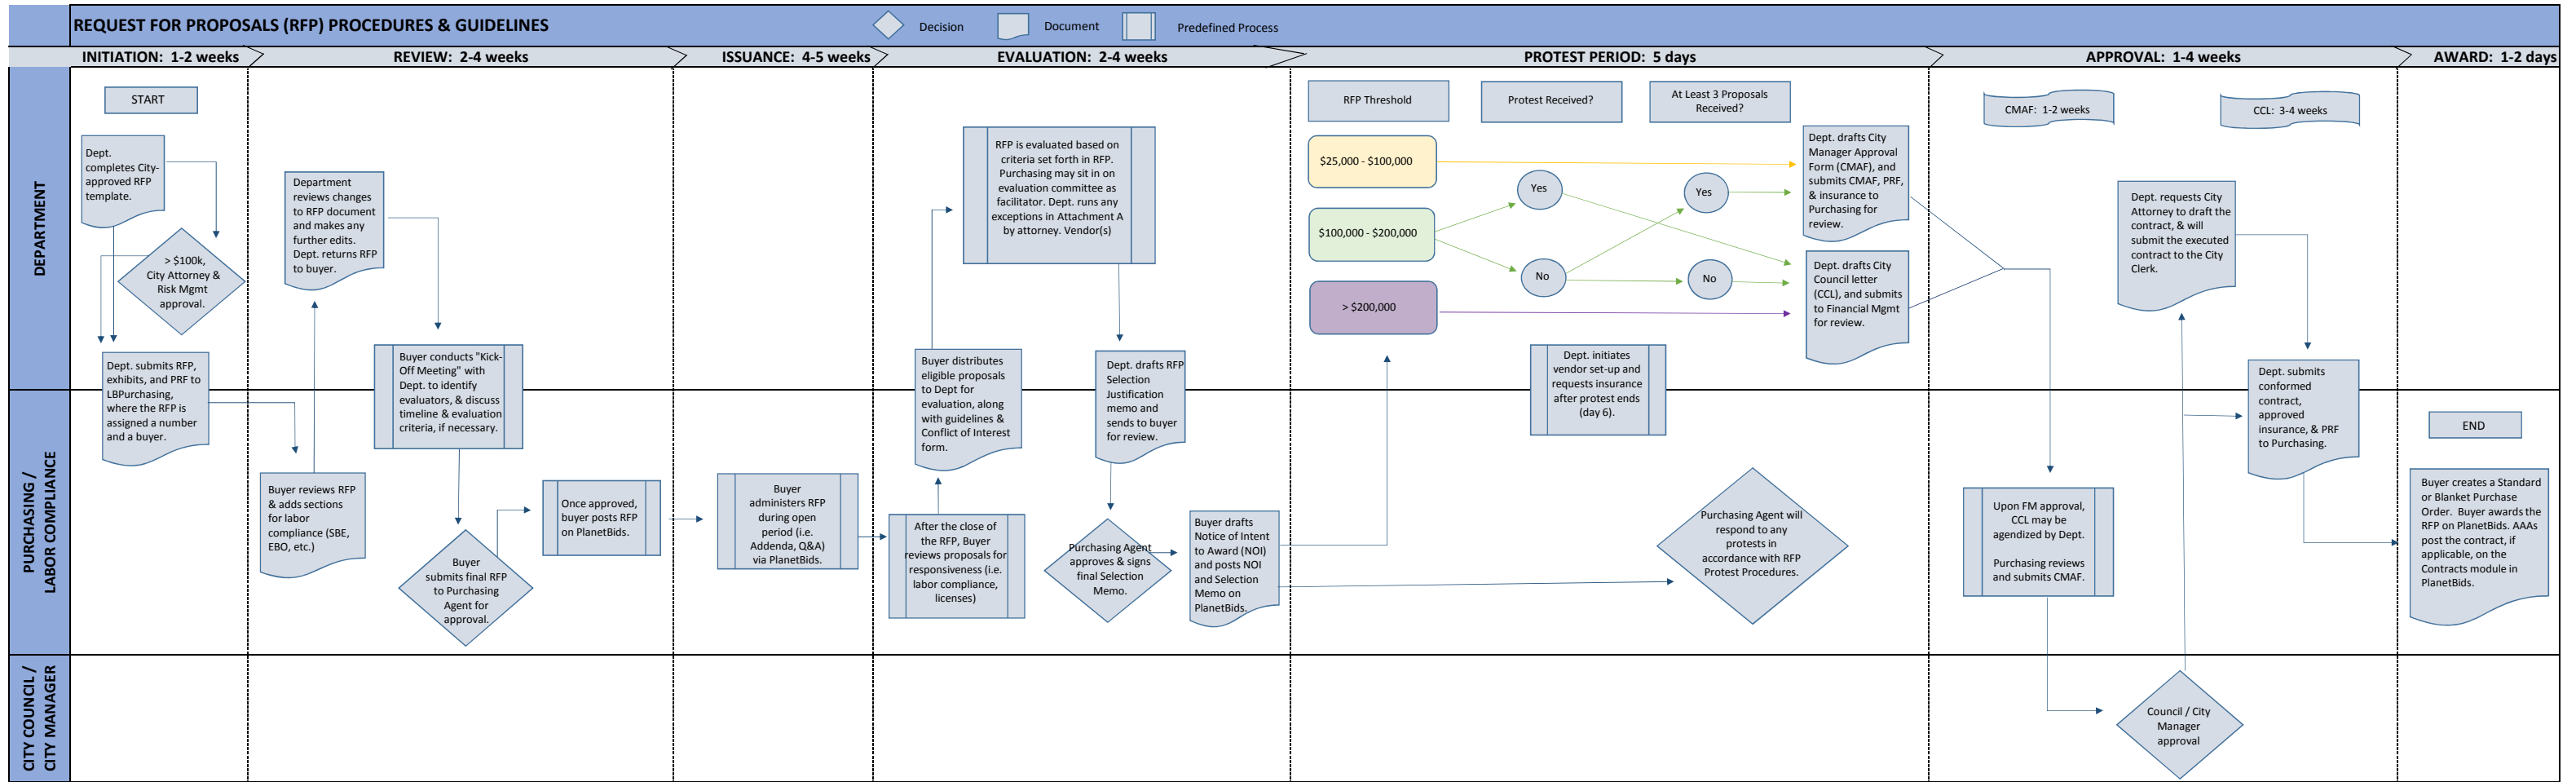 REQUEST FOR PROPOSALS (RFP) PROCEDURES & GUIDELINES
Decision
Document
Predefined Process
INITIATION: 1-2 weeks
REVIEW: 2-4 weeks
ISSUANCE: 4-5 weeks
EVALUATION: 2-4 weeks
PROTEST PERIOD: 5 days
APPROVAL: 1-4 weeks
AWARD: 1-2 days
DEPARTMENT
PURCHASING /
LABOR COMPLIANCE
CITY COUNCIL /
CITY MANAGER
START
Dept.
completes City-
approved RFP
template.
> $100k,
City Attorney &
Risk Mgmt
approval.
Dept. submits RFP,
exhibits, and PRF to
LBPurchasing,
where the RFP is
assigned a number
and a buyer.
Department
reviews changes
to RFP document
and makes any
further edits.
Dept. returns RFP
to buyer.
Buyer reviews RFP
& adds sections
for labor
compliance (SBE,
EBO, etc.)
Buyer conducts "Kick-
Off Meeting" with
Dept. to identify
evaluators, & discuss
timeline & evaluation
criteria, if necessary.
Buyer
submits final RFP
to Purchasing
Agent for
approval.
Once approved,
buyer posts RFP
on PlanetBids.
Buyer
administers RFP
during open
period (i.e.
Addenda, Q&A)
via PlanetBids.
RFP is evaluated based on
criteria set forth in RFP.
Purchasing may sit in on
evaluation committee as
facilitator. Dept. runs any
exceptions in Attachment A
by attorney. Vendor(s)
Buyer distributes
eligible proposals
to Dept for
evaluation, along
with guidelines &
Conflict of Interest
form.
After the close of
the RFP, Buyer
reviews proposals for
responsiveness (i.e.
labor compliance,
licenses)
Dept. drafts RFP
Selection
Justification
memo and
sends to buyer
for review.
Purchasing Agent
approves & signs
final Selection
Memo.
Buyer drafts
Notice of Intent
to Award (NOI)
and posts NOI
and Selection
Memo on
PlanetBids.
RFP Threshold
Protest Received?
At Least 3 Proposals
Received?
$25,000 - $100,000
$100,000 - $200,000
> $200,000
Yes
No
Yes
No
Dept. drafts City
Manager Approval
Form (CMAF), and
submits CMAF, PRF,
& insurance to
Purchasing for
review.
Dept. drafts City
Council letter
(CCL), and submits
to Financial Mgmt
for review.
Dept. initiates
vendor set-up and
requests insurance
after protest ends
(day 6).
Purchasing Agent will
respond to any
protests in
accordance with RFP
Protest Procedures.
CMAF: 1-2 weeks
CCL: 3-4 weeks
Dept. requests City
Attorney to draft the
contract, & will
submit the executed
contract to the City
Clerk.
Dept. submits
conformed
contract,
approved
insurance, & PRF
to Purchasing.
Upon FM approval,
CCL may be
agendized by Dept.
Purchasing reviews
and submits CMAF.
Council / City
Manager
approval
END
Buyer creates a Standard
or Blanket Purchase
Order. Buyer awards the
RFP on PlanetBids. AAAs
post the contract, if
applicable, on the
Contracts module in
PlanetBids.